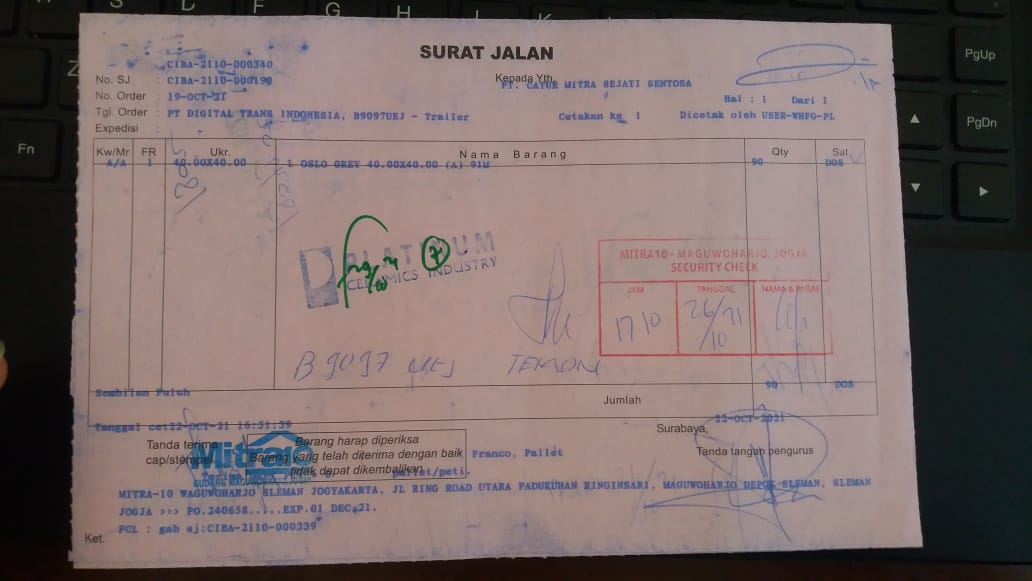 SURAT JALAN
CIBA-2110-000340
No. SJ : CIBA-2110-000190
Kepada Yth.
PT. CATUR MITRA SEJATI SENTOSA
No. Order : 19-OCT-21
Hal : 1 Dari 1
Tgl. Order : PT DIGITAL TRANS INDONESIA, B9097UEJ - Trailer
Cetakan ke 1 Dicetak oleh USER-WHFG-PL
Expedisi :
Kw/Mr FR Ukr. Nama Barang Qty Sat
A/A 1 40.00X40.00 L OSLO GREY 40.00X40.00 (A) 91M 90 DOS
PLATINUM
CERAMICS INDUSTRY
MITRA10 - MAGUWOHARJO, JOGJA
SECURITY CHECK
JAM TANGGAL NAMA & PARAF
17 10 26/21
10
B 9097 UEJ
90 DOS
Sembilan Puluh
Jumlah
Tanggal cet22-OCT-21 16:51:39
22-OCT-2021
Surabaya,
Tanda terima
cap/stempel
Mitra10
Barang harap diperiksa
Barang yang telah diterima dengan baik
tidak dapat dikembalikan
Franco, Pallet
pallet/peti.
Tanda tangan pengurus
MITRA-10 MAGUWOHARJO SLEMAN JOGYAKARTA, JL RING ROAD UTARA PADUKUHAN RINGINSARI, MAGUWOHARJO DEPOK SLEMAN, SLEMAN
JOGJA >>> PO.240658.....EXP.01 DEC.21.
FCL : gab sj:CIBA-2110-000339
Ket.
Fn
PgUp
PgDn